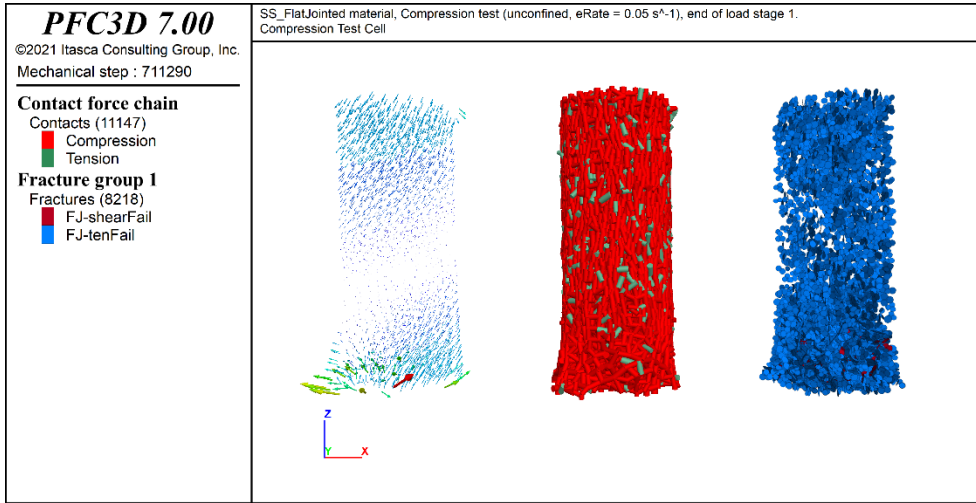 PFC3D 7.00
©2021 Itasca Consulting Group, Inc.
Mechanical step : 711290
Contact force chain
Contacts (11147)
Compression
Tension
Fracture group 1
Fractures (8218)
FJ-shearFail
FJ-tenFail
SS_FlatJointed material, Compression test (unconfined, eRate = 0.05 s^-1), end of load stage 1.
Compression Test Cell
Z
Y
X